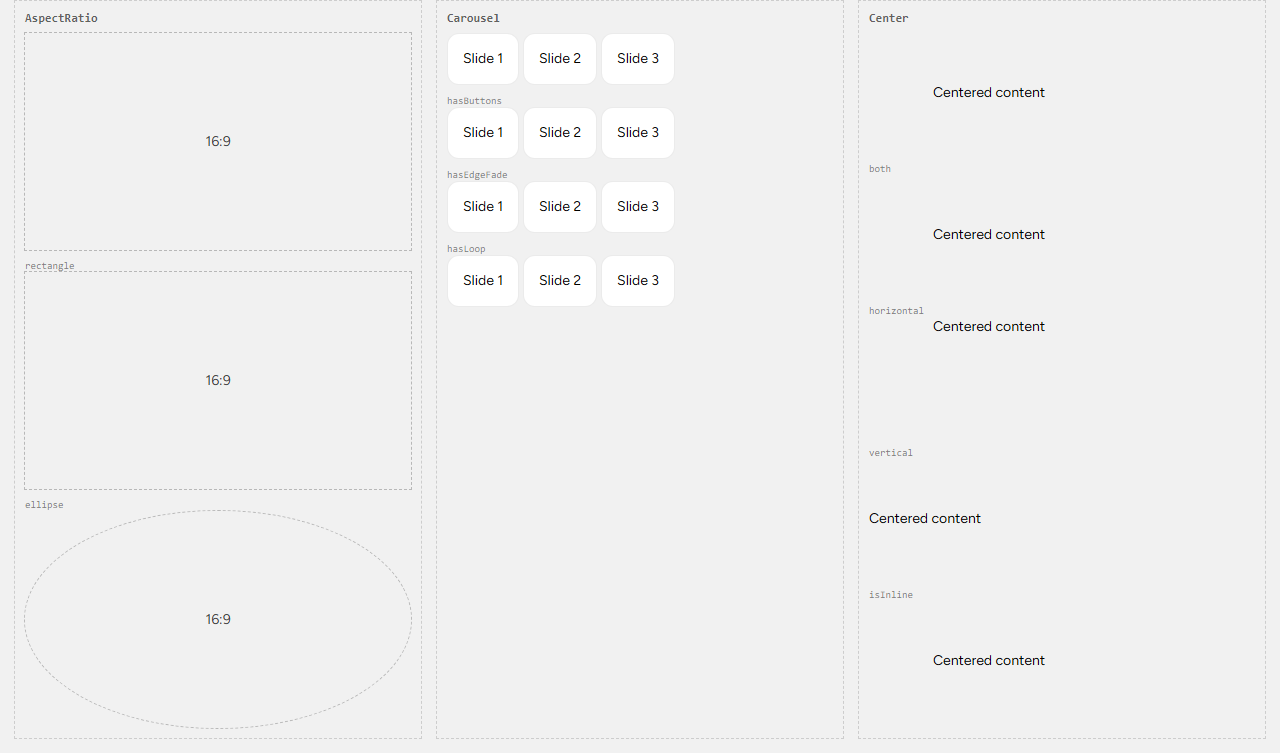 AspectRatio
16:9
rectangle
16:9
ellipse
16:9
Carousel
Slide 1 Slide 2 Slide 3
hasButtons
Slide 1 Slide 2 Slide 3
hasEdgeFade
Slide 1 Slide 2 Slide 3
hasLoop
Slide 1 Slide 2 Slide 3
Center
Centered content
both
Centered content
horizontal
Centered content
vertical
Centered content
isInline
Centered content